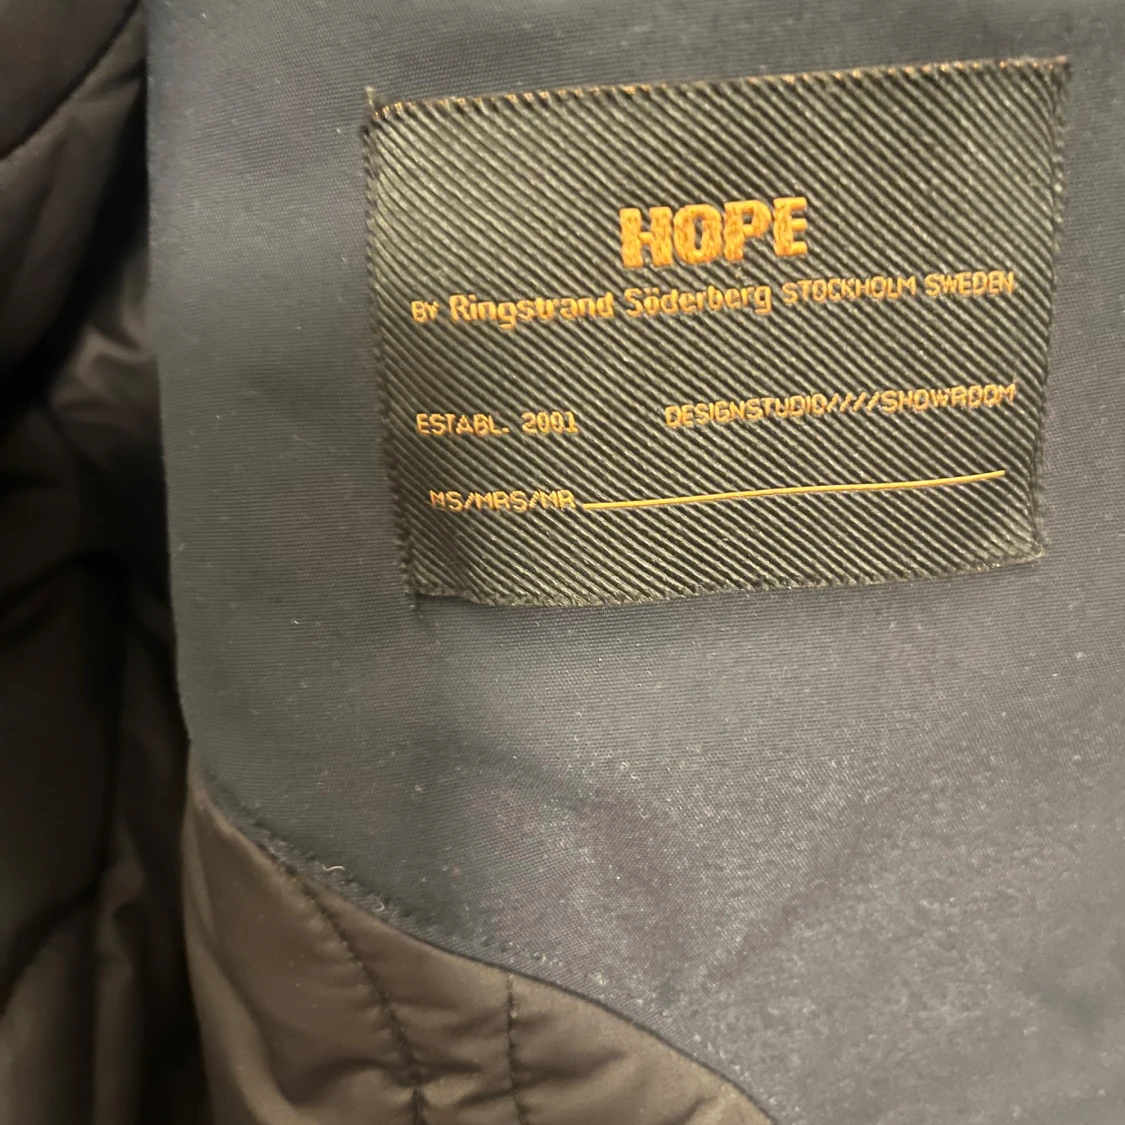 HOPE
BY Ringstrand Söderberg STOCKHOLM SWEDEN
ESTABL. 2001 DESIGNSTUDIO////SHOWROOM
MS/MRS/MR